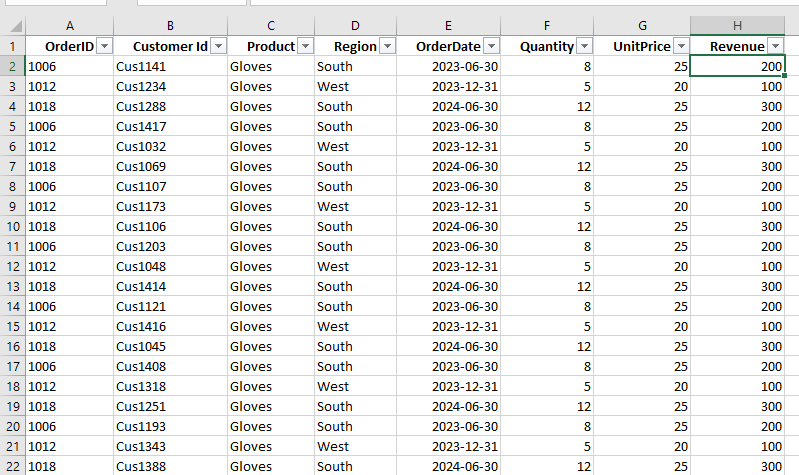 A B C D E F G H
1 OrderID Customer Id Product Region OrderDate Quantity UnitPrice Revenue
2 1006 Cus1141 Gloves South 2023-06-30 8 25 200
3 1012 Cus1234 Gloves West 2023-12-31 5 20 100
4 1018 Cus1288 Gloves South 2024-06-30 12 25 300
5 1006 Cus1417 Gloves South 2023-06-30 8 25 200
6 1012 Cus1032 Gloves West 2023-12-31 5 20 100
7 1018 Cus1069 Gloves South 2024-06-30 12 25 300
8 1006 Cus1107 Gloves South 2023-06-30 8 25 200
9 1012 Cus1173 Gloves West 2023-12-31 5 20 100
10 1018 Cus1106 Gloves South 2024-06-30 12 25 300
11 1006 Cus1203 Gloves South 2023-06-30 8 25 200
12 1012 Cus1048 Gloves West 2023-12-31 5 20 100
13 1018 Cus1414 Gloves South 2024-06-30 12 25 300
14 1006 Cus1121 Gloves South 2023-06-30 8 25 200
15 1012 Cus1416 Gloves West 2023-12-31 5 20 100
16 1018 Cus1045 Gloves South 2024-06-30 12 25 300
17 1006 Cus1408 Gloves South 2023-06-30 8 25 200
18 1012 Cus1318 Gloves West 2023-12-31 5 20 100
19 1018 Cus1251 Gloves South 2024-06-30 12 25 300
20 1006 Cus1193 Gloves South 2023-06-30 8 25 200
21 1012 Cus1343 Gloves West 2023-12-31 5 20 100
22 1018 Cus1388 Gloves South 2024-06-30 12 25 300